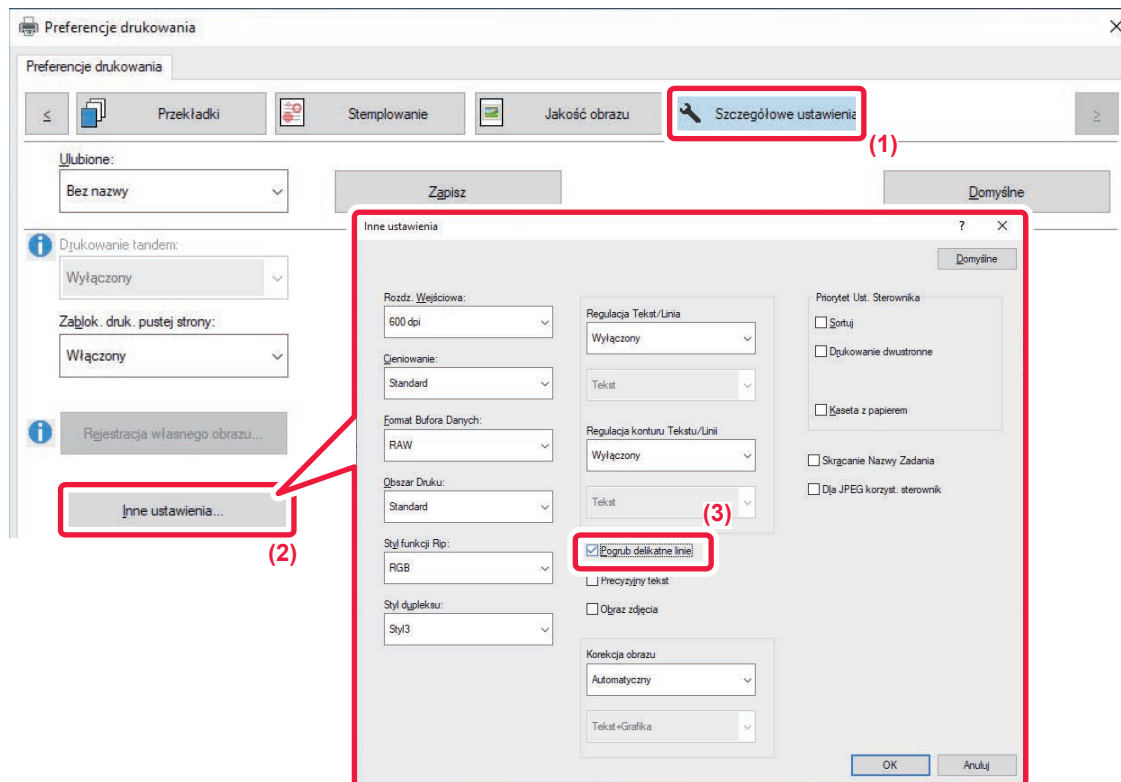 Preferencje drukowania
Preferencje drukowania
Przekładki
Stemplowanie
Jakość obrazu
Szczegółowe ustawienia
(1)
Ulubione:
Bez nazwy
Zapisz
Domyślne
Drukowanie tandem:
Wyłączony
Zablok. druk. pustej strony:
Włączony
Rejestracja własnego obrazu...
Inne ustawienia...
(2)
Inne ustawienia
?
Domyślne
Rozdz. Wejściowa:
600 dpi
Cieniowanie:
Standard
Format Bufora Danych:
RAW
Obszar Druku:
Standard
Styl funkcji Rip:
RGB
Styl dupleksu:
Styl3
Regulacja Tekst/Linia
Wyłączony
Tekst
Regulacja konturu Tekstu/Linii
Wyłączony
Tekst
(3)
Pogrub delikatne linie
Precyzyjny tekst
Obraz zdjęcia
Korekcja obrazu
Automatyczny
Tekst+Grafika
Priorytet Ust. Sterownika
Sortuj
Drukowanie dwustronne
Kaseta z papierem
Skracanie Nazwy Zadania
Dla JPEG korzyst. sterownik
OK
Anuluj